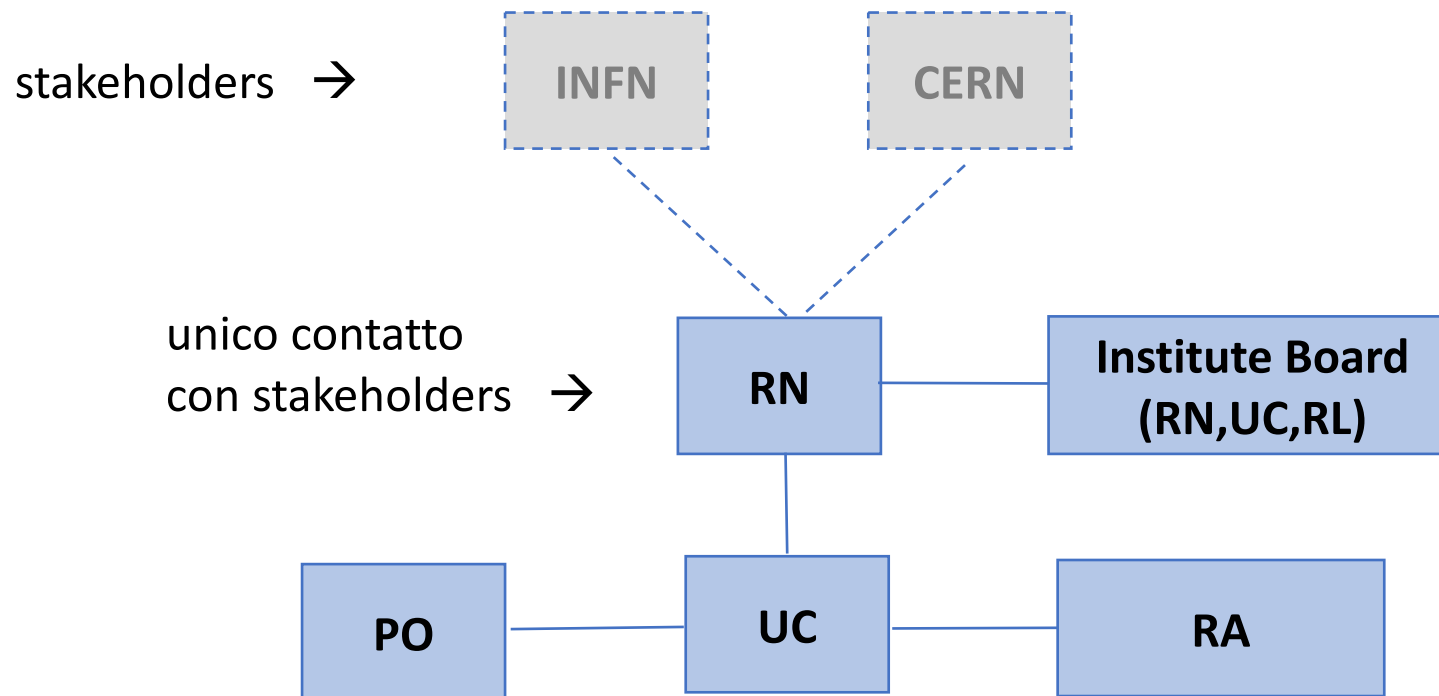 stakeholders →
INFN
CERN
unico contatto
con stakeholders →
RN
Institute Board
(RN,UC,RL)
PO
UC
RA